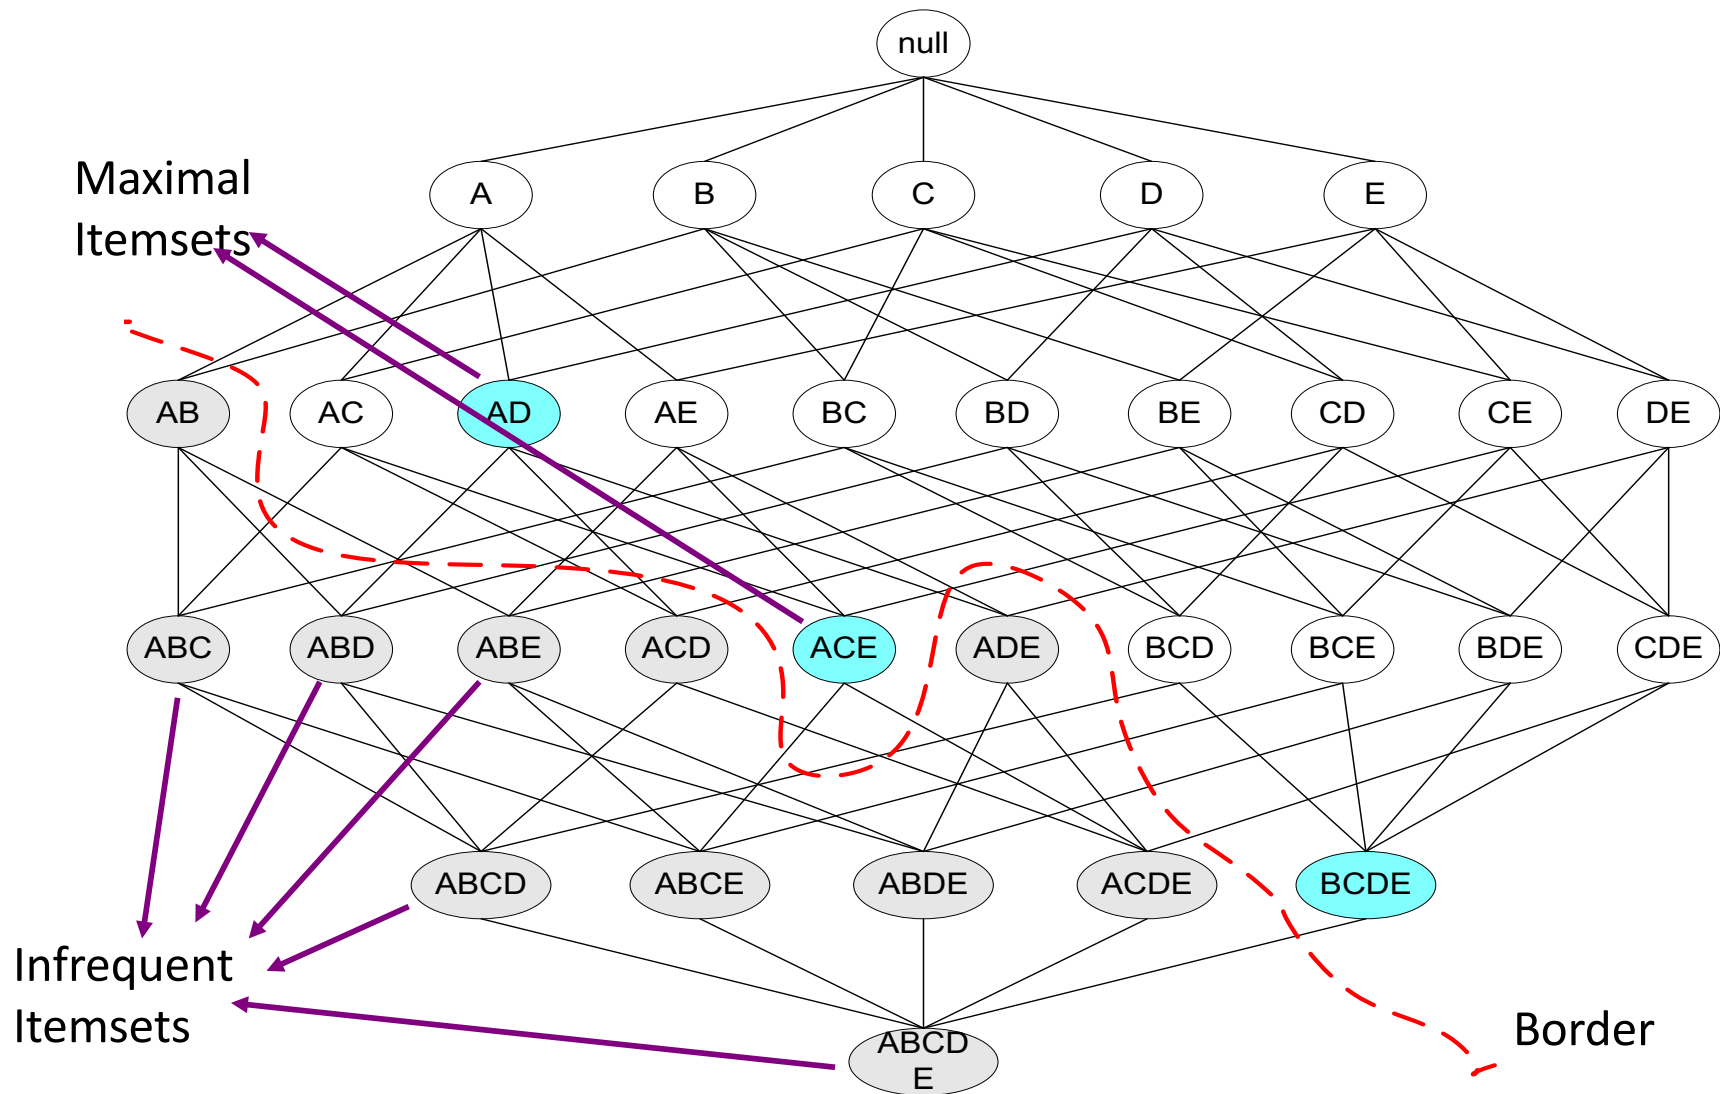 null
Maximal
Itemsets
A B C D E
AB AC AD AE BC BD BE CD CE DE
ABC ABD ABE ACD ACE ADE BCD BCE BDE CDE
ABCD ABCE ABDE ACDE BCDE
Infrequent
Itemsets
ABCD
E
Border